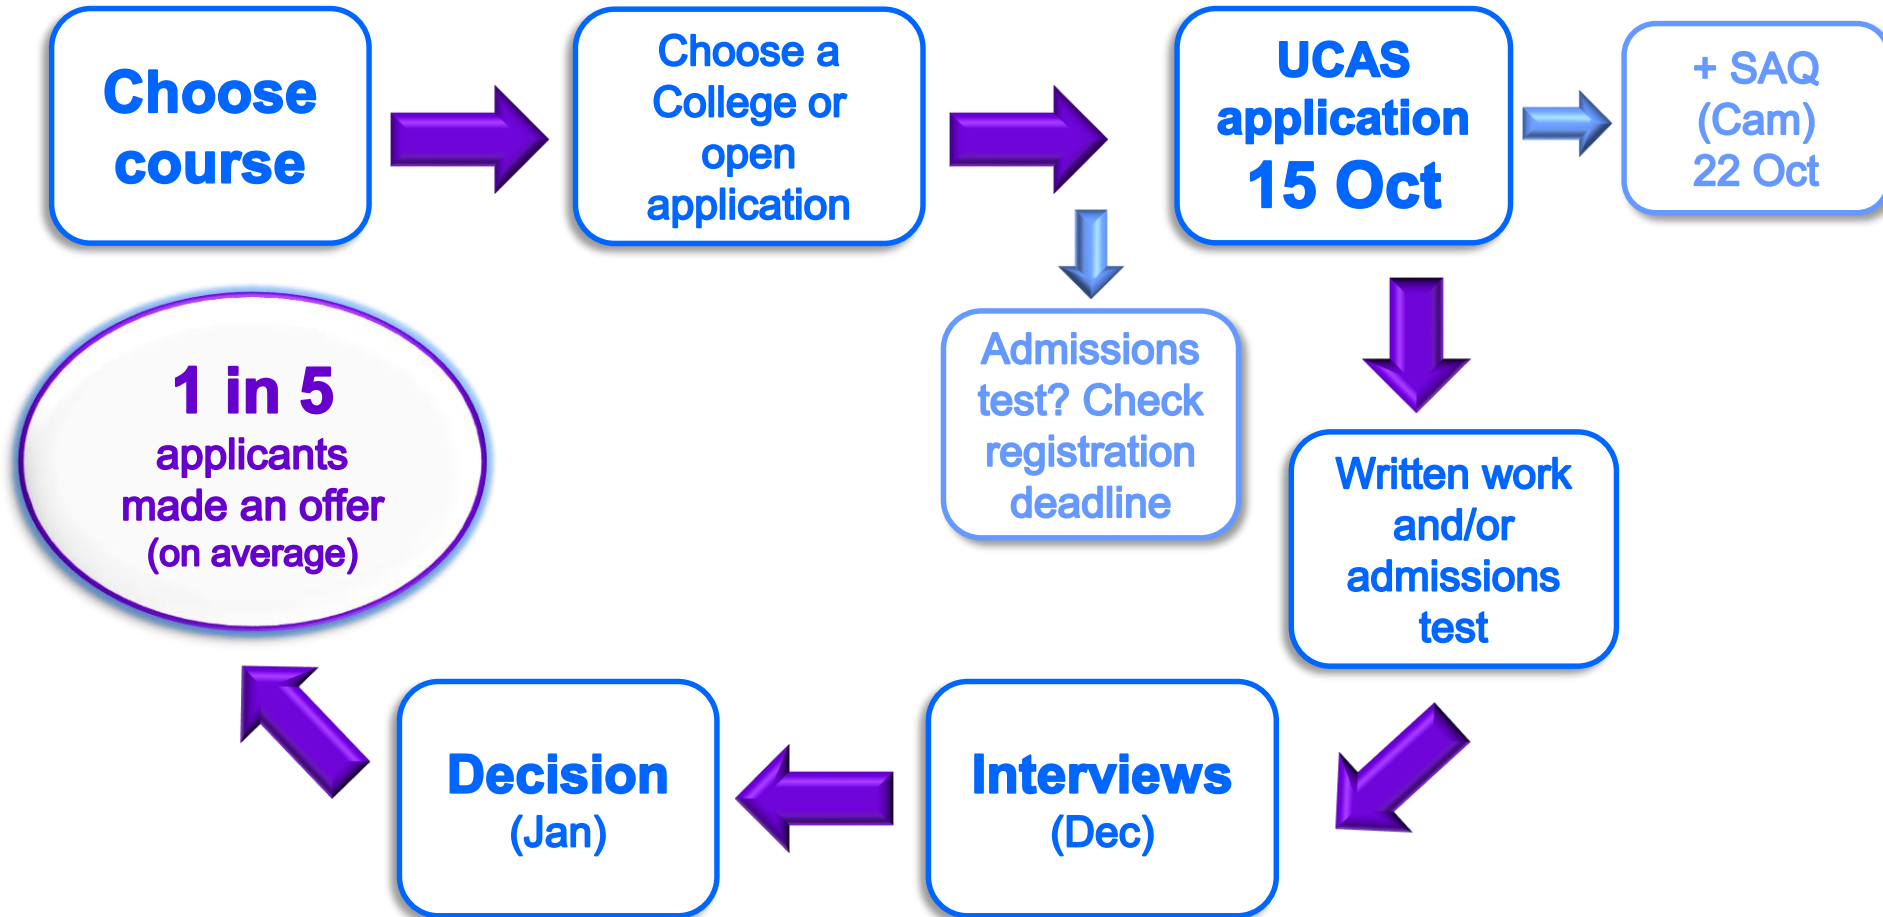 Choose
course
Choose a
College or
open
application
UCAS
application
15 Oct
+ SAQ
(Cam)
22 Oct
Admissions
test? Check
registration
deadline
Written work
and/or
admissions
test
Interviews
(Dec)
Decision
(Jan)
1 in 5
applicants
made an offer
(on average)